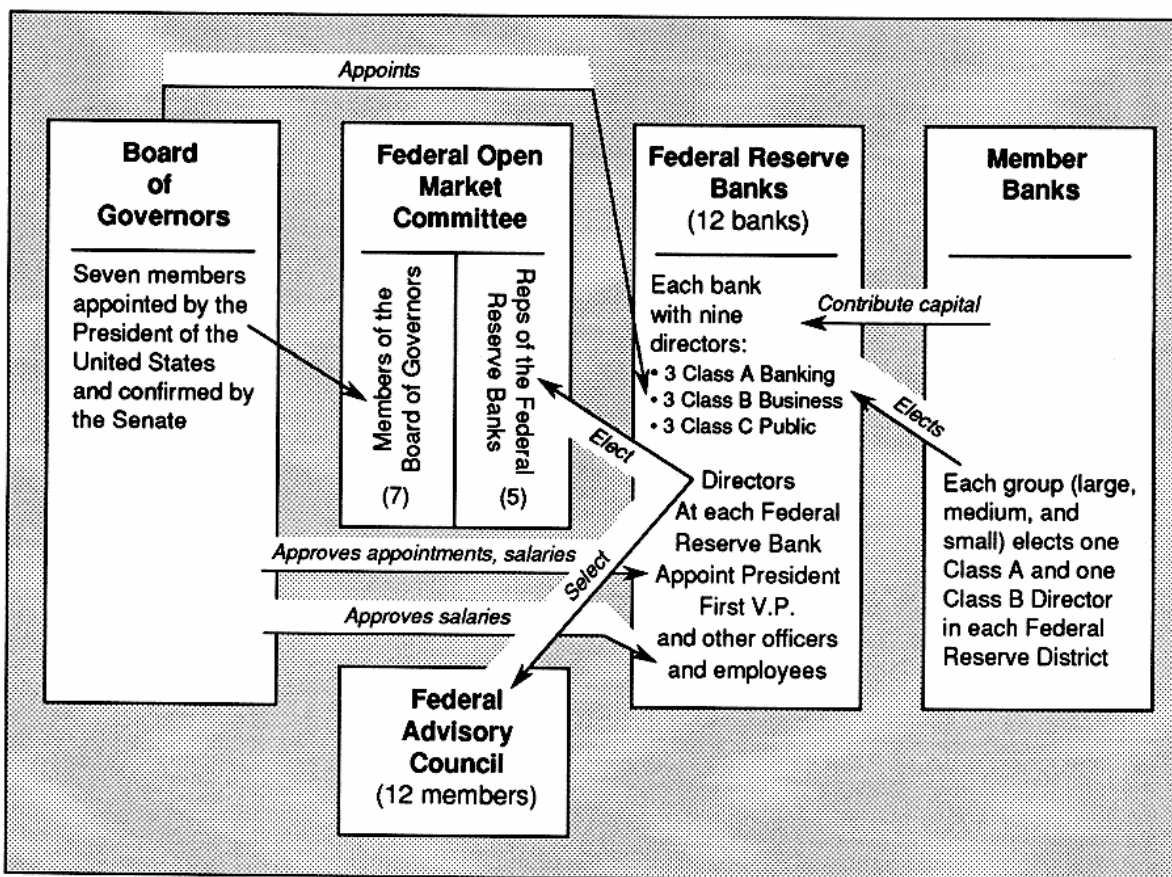 Appoints
Board
of
Governors
Seven members
appointed by the
President of the
United States
and confirmed by
the Senate
Federal Open
Market
Committee
Members of the
Board of Governors
(7)
Reps of the Federal
Reserve Banks
(5)
Federal Reserve
Banks
(12 banks)
Each bank
with nine
directors:
• 3 Class A Banking
• 3 Class B Business
• 3 Class C Public
Directors
At each Federal
Reserve Bank
Appoint President
First V.P.
and other officers
and employees
Member
Banks
Contribute capital
Elects
Each group (large,
medium, and
small) elects one
Class A and one
Class B Director
in each Federal
Reserve District
Elect
Select
Approves appointments, salaries
Approves salaries
Federal
Advisory
Council
(12 members)